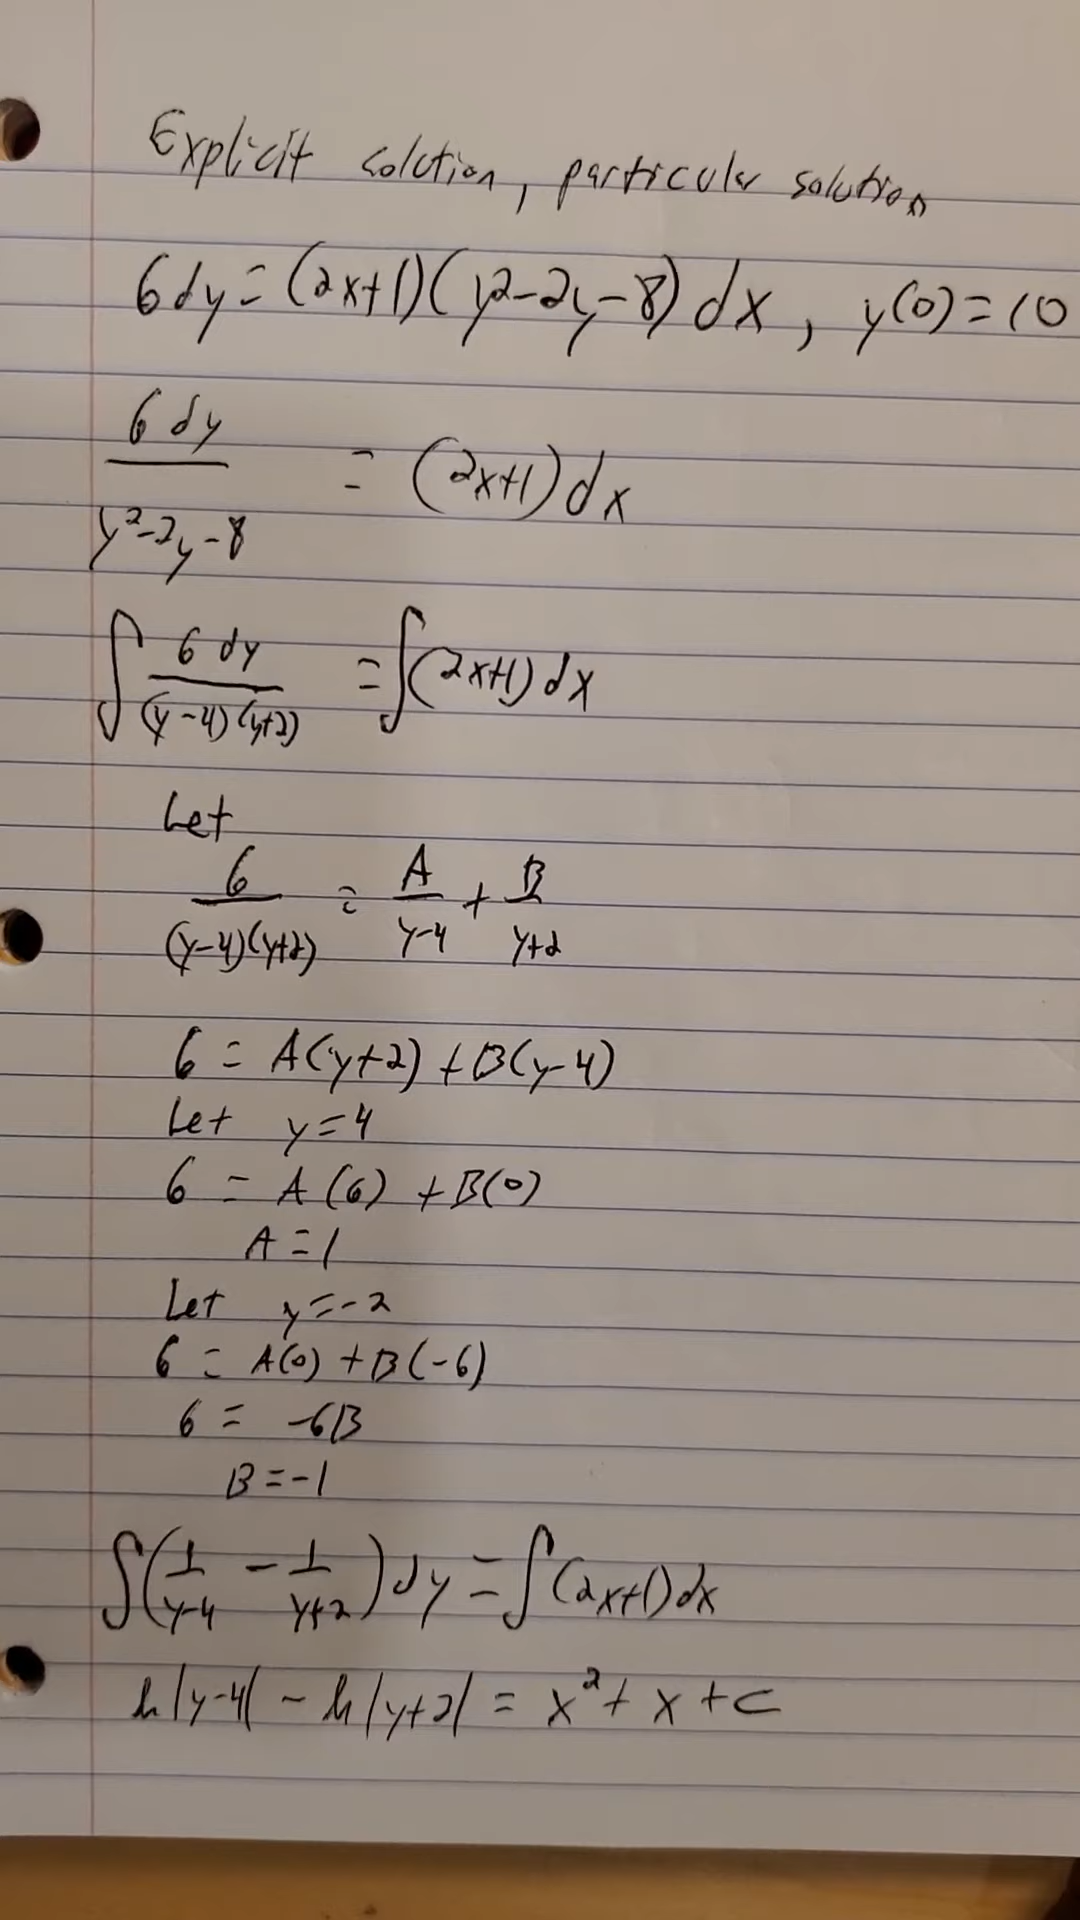 Explicit solution, particular solution
6dy = (2x+1)(y²-2y-8)dx, y(0)=10
6 dy
y²-2y-8
= (2x+1)dx
∫ 6 dy / (y-4)(y+2) = ∫(2x+1)dx
Let
6 / (y-4)(y+2) = A / y-4 + B / y+2
6 = A(y+2) + B(y-4)
Let y=4
6 = A(6) + B(0)
A=1
Let y=-2
6 = A(0) + B(-6)
6 = -6B
B=-1
∫(1/y-4 - 1/y+2)dy = ∫(2x+1)dx
ln|y-4| - ln|y+2| = x²+x+c